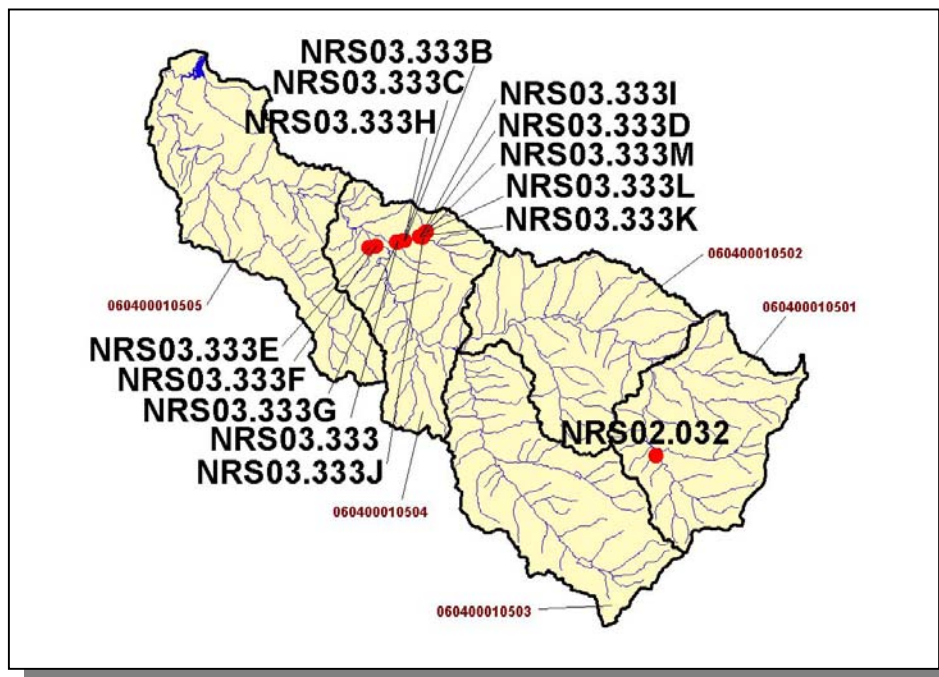 NRS03.333B
NRS03.333C
NRS03.333H
NRS03.333I
NRS03.333D
NRS03.333M
NRS03.333L
NRS03.333K
060400010502
060400010501
060400010505
NRS03.333E
NRS03.333F
NRS03.333G
NRS03.333
NRS03.333J
NRS02.032
060400010504
060400010503